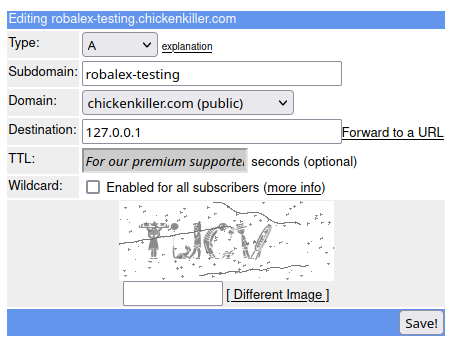 Editing robalex-testing.chickenkiller.com
Type: A explanation
Subdomain: robalex-testing
Domain: chickenkiller.com (public)
Destination: 127.0.0.1 Forward to a URL
TTL: For our premium supporter seconds (optional)
Wildcard: Enabled for all subscribers (more info)
[ Different Image ]
Save!